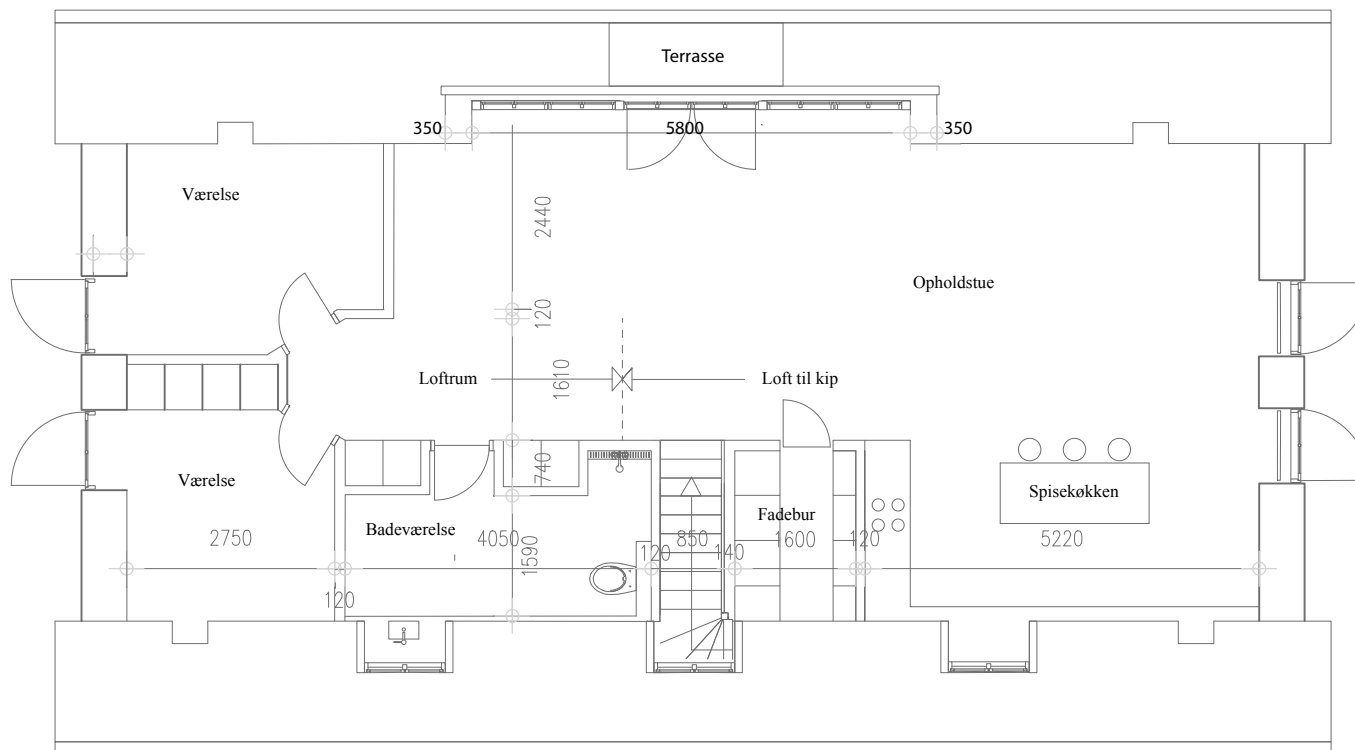 Terrasse
350
5800
350
Værelse
2440
Opholdstue
120
Loftrum
1610
Loft til kip
Værelse
740
Spisekøkken
Fadebur
Badeværelse
2750
4050
1590
120
850
140
1600
120
5220
120